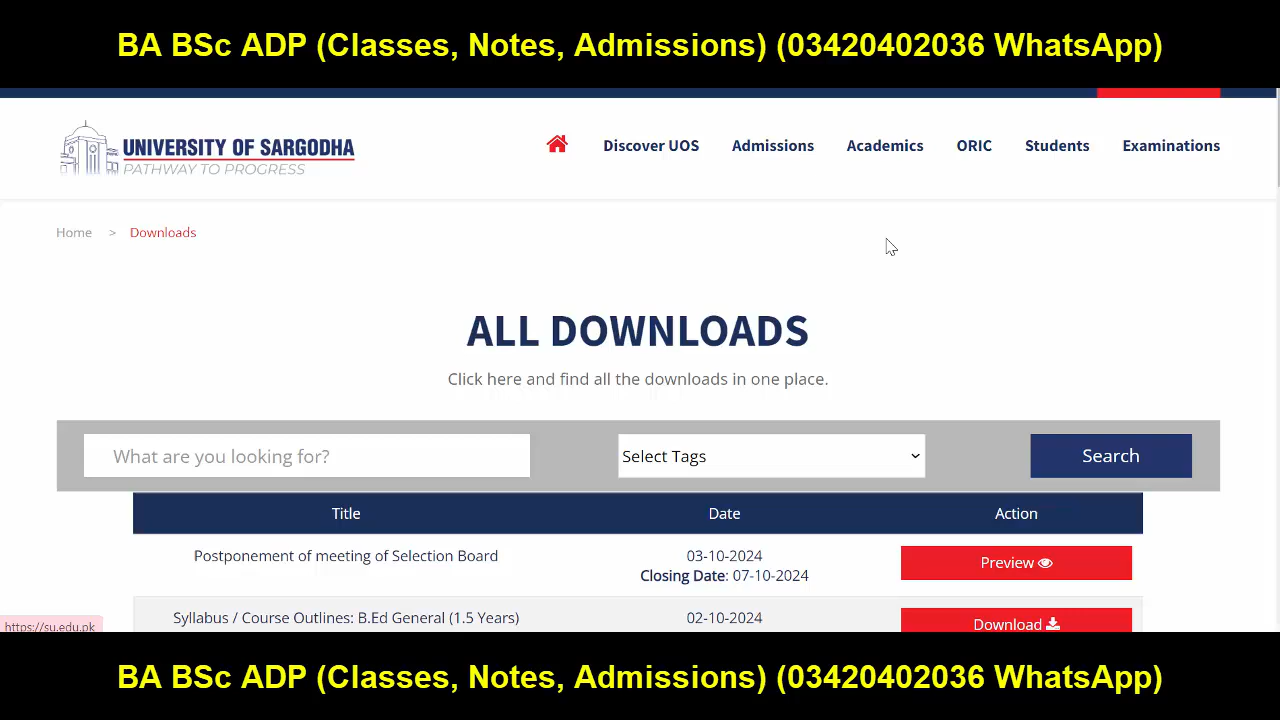 BA BSc ADP (Classes, Notes, Admissions) (03420402036 WhatsApp)
UNIVERSITY OF SARGODHA
PATHWAY TO PROGRESS
Discover UOS Admissions Academics ORIC Students Examinations
Home > Downloads
ALL DOWNLOADS
Click here and find all the downloads in one place.
What are you looking for? Select Tags Search
Title Date Action
Postponement of meeting of Selection Board 03-10-2024 Preview
Closing Date: 07-10-2024
Syllabus / Course Outlines: B.Ed General (1.5 Years) 02-10-2024 Download
https://su.edu.pk
BA BSc ADP (Classes, Notes, Admissions) (03420402036 WhatsApp)